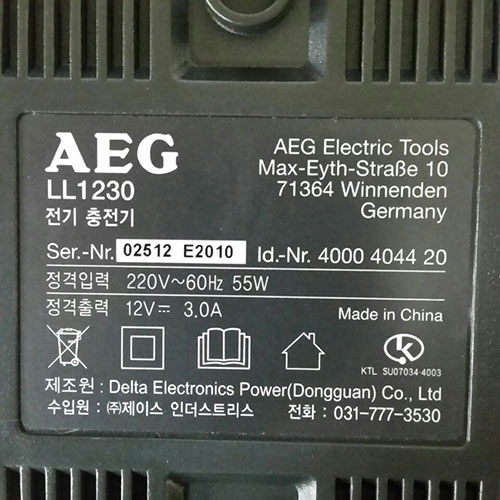 AEG
LL1230
전기 충전기
AEG Electric Tools
Max-Eyth-Straße 10
71364 Winnenden
Germany
Ser.-Nr. 02512 E2010 Id.-Nr. 4000 4044 20
정격입력 220V~60Hz 55W
정격출력 12V⎓ 3.0A
Made in China
K
KTL SU07034-4003
제조원 : Delta Electronics Power(Dongguan) Co., Ltd
수입원 : ㈜제이스 인더스트리스 전화 : 031-777-3530